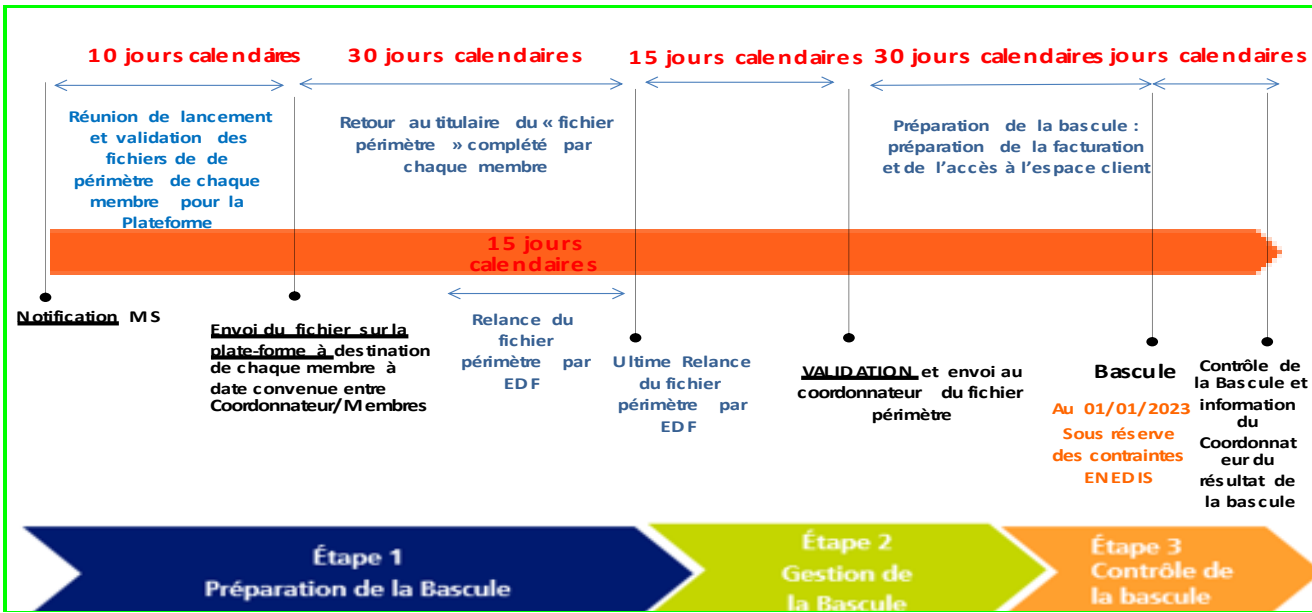 10 jours calendaires
30 jours calendaires
15 jours calendaires
30 jours calendaires
jours calendaires
Réunion de lancement
et validation des
fichiers de de
périmètre de chaque
membre pour la
Plateforme
Retour au titulaire du « fichier
périmètre » complété par
chaque membre
Préparation de la bascule :
préparation de la facturation
et de l'accès à l'espace client
15 jours
calendaires
Notification MS
Envoi du fichier sur la
plate-forme à destination
de chaque membre à
date convenue entre
Coordonnateur/Membres
Relance du
fichier
périmètre par
EDF
Ultime Relance
du fichier
périmètre par
EDF
VALIDATION et envoi au
coordonnateur du fichier
périmètre
Bascule
Au 01/01/2023
Sous réserve
des contraintes
ENEDIS
Contrôle de
la Bascule et
information
du
Coordonnat
eur du
résultat de
la bascule
Étape 1
Préparation de la Bascule
Étape 2
Gestion de
la Bascule
Étape 3
Contrôle de
la bascule